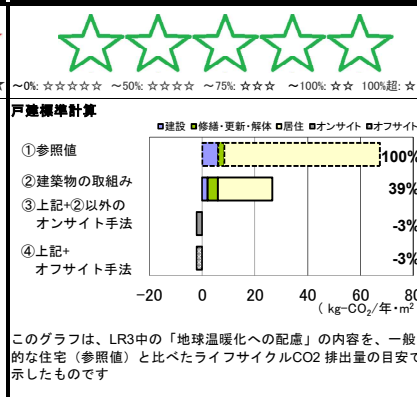 ☆ ~0%: ☆☆☆☆☆ ~50%: ☆☆☆☆ ~75%: ☆☆☆ ~100%: ☆☆ 100%超: ☆
戸建標準計算
■建設 ■修繕・更新・解体 □居住 ■オンサイト ■オフサイト
①参照値 100%
②建築物の取組み 39%
③上記+②以外の
オンサイト手法 -3%
④上記+
オフサイト手法 -3%
-20 0 20 40 60 80
( kg-CO2/年・m2
このグラフは、LR3中の「地球温暖化への配慮」の内容を、一般
的な住宅（参照値）と比べたライフサイクルCO2 排出量の目安で
示したものです